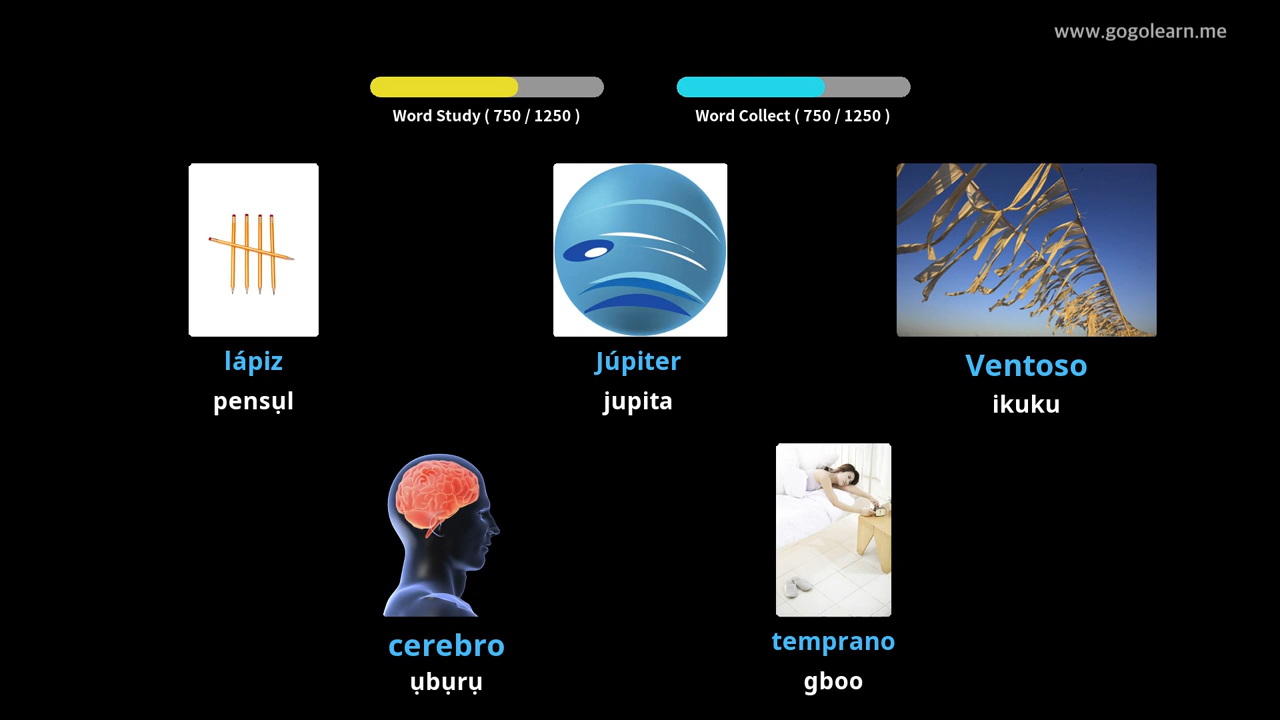 www.gogolearn.me
Word Study ( 750 / 1250 )
Word Collect ( 750 / 1250 )
lápiz
pensụl
Júpiter
jupita
Ventoso
ikuku
cerebro
ụbụrụ
temprano
gboo